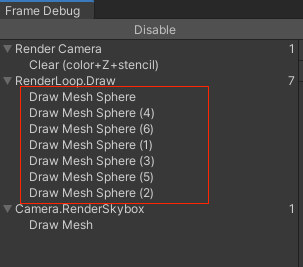 Frame Debug
Disable
Render Camera 1
Clear (color+Z+stencil)
RenderLoop.Draw 7
Draw Mesh Sphere
Draw Mesh Sphere (4)
Draw Mesh Sphere (6)
Draw Mesh Sphere (1)
Draw Mesh Sphere (3)
Draw Mesh Sphere (5)
Draw Mesh Sphere (2)
Camera.RenderSkybox 1
Draw Mesh